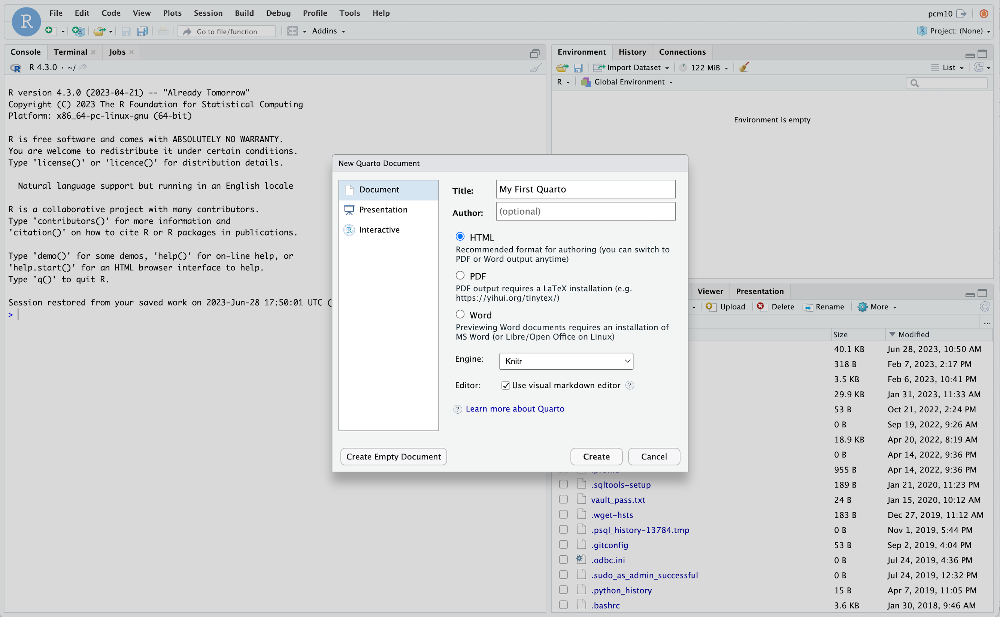 R
File Edit Code View Plots Session Build Debug Profile Tools Help
pcm10
Go to file/function
Addins
Project: (None)
Console Terminal Jobs
R 4.3.0 · ~/
R version 4.3.0 (2023-04-21) -- "Already Tomorrow"
Copyright (C) 2023 The R Foundation for Statistical Computing
Platform: x86_64-pc-linux-gnu (64-bit)
R is free software and comes with ABSOLUTELY NO WARRANTY.
You are welcome to redistribute it under certain conditions.
Type 'license()' or 'licence()' for distribution details.
Natural language support but running in an English locale
R is a collaborative project with many contributors.
Type 'contributors()' for more information and
'citation()' on how to cite R or R packages in publications.
Type 'demo()' for some demos, 'help()' for on-line help, or
'help.start()' for an HTML browser interface to help.
Type 'q()' to quit R.
Session restored from your saved work on 2023-Jun-28 17:50:01 UTC (
>
New Quarto Document
Document
Presentation
Interactive
Title: My First Quarto
Author: (optional)
HTML
Recommended format for authoring (you can switch to
PDF or Word output anytime)
PDF
PDF output requires a LaTeX installation (e.g.
https://yihui.org/tinytex/)
Word
Previewing Word documents requires an installation of
MS Word (or Libre/Open Office on Linux)
Engine: Knitr
Editor: Use visual markdown editor ?
? Learn more about Quarto
Create Empty Document Create Cancel
Environment History Connections
Import Dataset 122 MiB List
R Global Environment
Environment is empty
Viewer Presentation
Upload Delete Rename More
...
Size Modified
40.1 KB Jun 28, 2023, 10:50 AM
318 B Feb 7, 2023, 2:17 PM
3.5 KB Feb 6, 2023, 10:41 PM
29.9 KB Jan 31, 2023, 11:33 AM
53 B Oct 21, 2022, 2:24 PM
0 B Sep 19, 2022, 9:26 AM
18.9 KB Apr 20, 2022, 8:19 AM
0 B Apr 14, 2022, 9:36 PM
955 B Apr 14, 2022, 9:36 PM
.sqltools-setup 189 B Jan 21, 2020, 11:23 PM
vault_pass.txt 24 B Jan 15, 2020, 10:12 AM
.wget-hsts 183 B Dec 27, 2019, 11:12 AM
.psql_history-13784.tmp 0 B Nov 1, 2019, 5:44 PM
.gitconfig 53 B Sep 2, 2019, 4:04 PM
.odbc.ini 0 B Jul 24, 2019, 4:36 PM
.sudo_as_admin_successful 0 B Jul 24, 2019, 12:32 PM
.python_history 15 B Apr 7, 2019, 11:05 PM
.bashrc 3.6 KB Jan 30, 2018, 9:46 AM